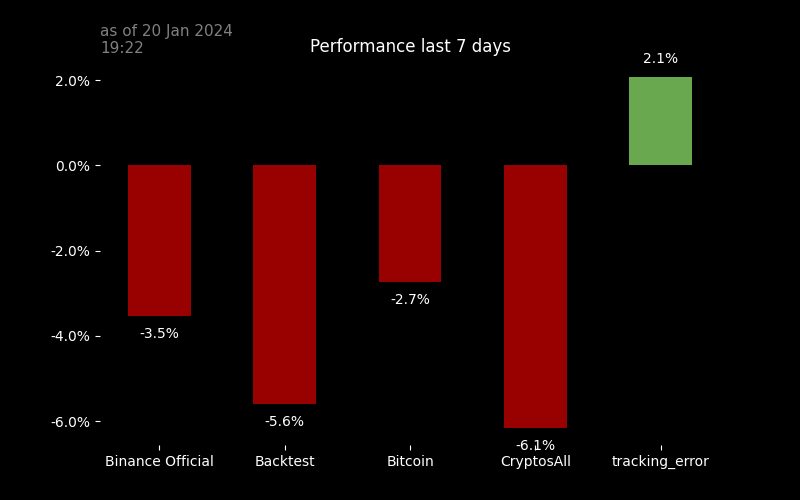 as of 20 Jan 2024
19:22
Performance last 7 days
2.1%
2.0%
0.0%
-2.0%
-2.7%
-3.5%
-4.0%
-5.6%
-6.0%
-6.1%
Binance Official
Backtest
Bitcoin
CryptosAll
tracking_error